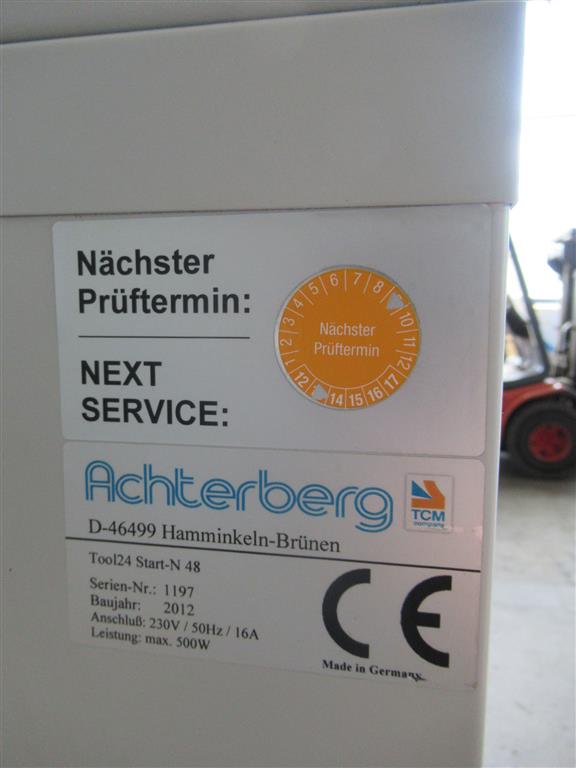 Nächster
Prüftermin:
NEXT
SERVICE:
1 2 3 4 5 6 7 8 10 11 12
Nächster
Prüftermin
12 14 15 16 17
Achterberg
TCM
company
D-46499 Hamminkeln-Brünen
Tool24 Start-N 48
Serien-Nr.: 1197
Baujahr: 2012
Anschluß: 230V / 50Hz / 16A
Leistung: max. 500W
CE
Made in Germany